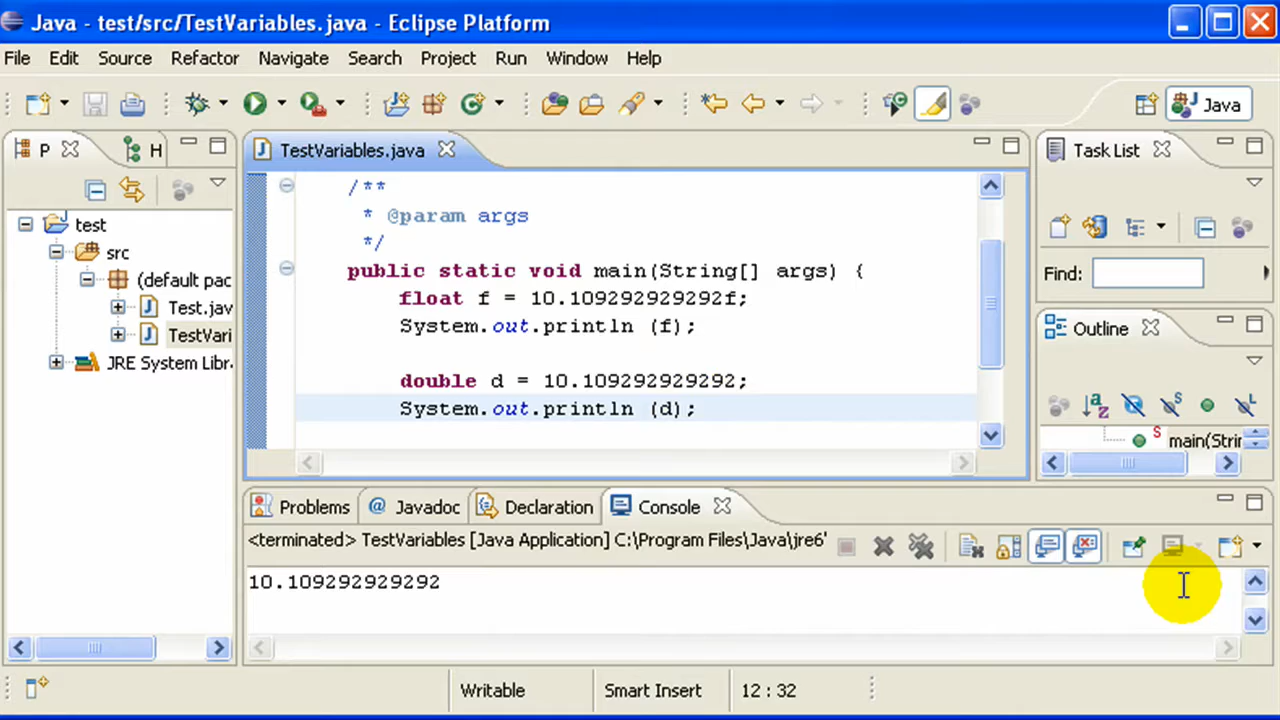 Java - test/src/TestVariables.java - Eclipse Platform
File Edit Source Refactor Navigate Search Project Run Window Help
Java
P H
TestVariables.java
Task List
test
src
(default pac
Test.jav
TestVari
JRE System Libr
/**
* @param args
*/
public static void main(String[] args) {
float f = 10.109292929292f;
System.out.println (f);
double d = 10.109292929292;
System.out.println (d);
Find:
Outline
main(Strir
Problems @ Javadoc Declaration Console
<terminated> TestVariables [Java Application] C:\Program Files\Java\jre6'
10.109292929292
Writable Smart Insert 12 : 32